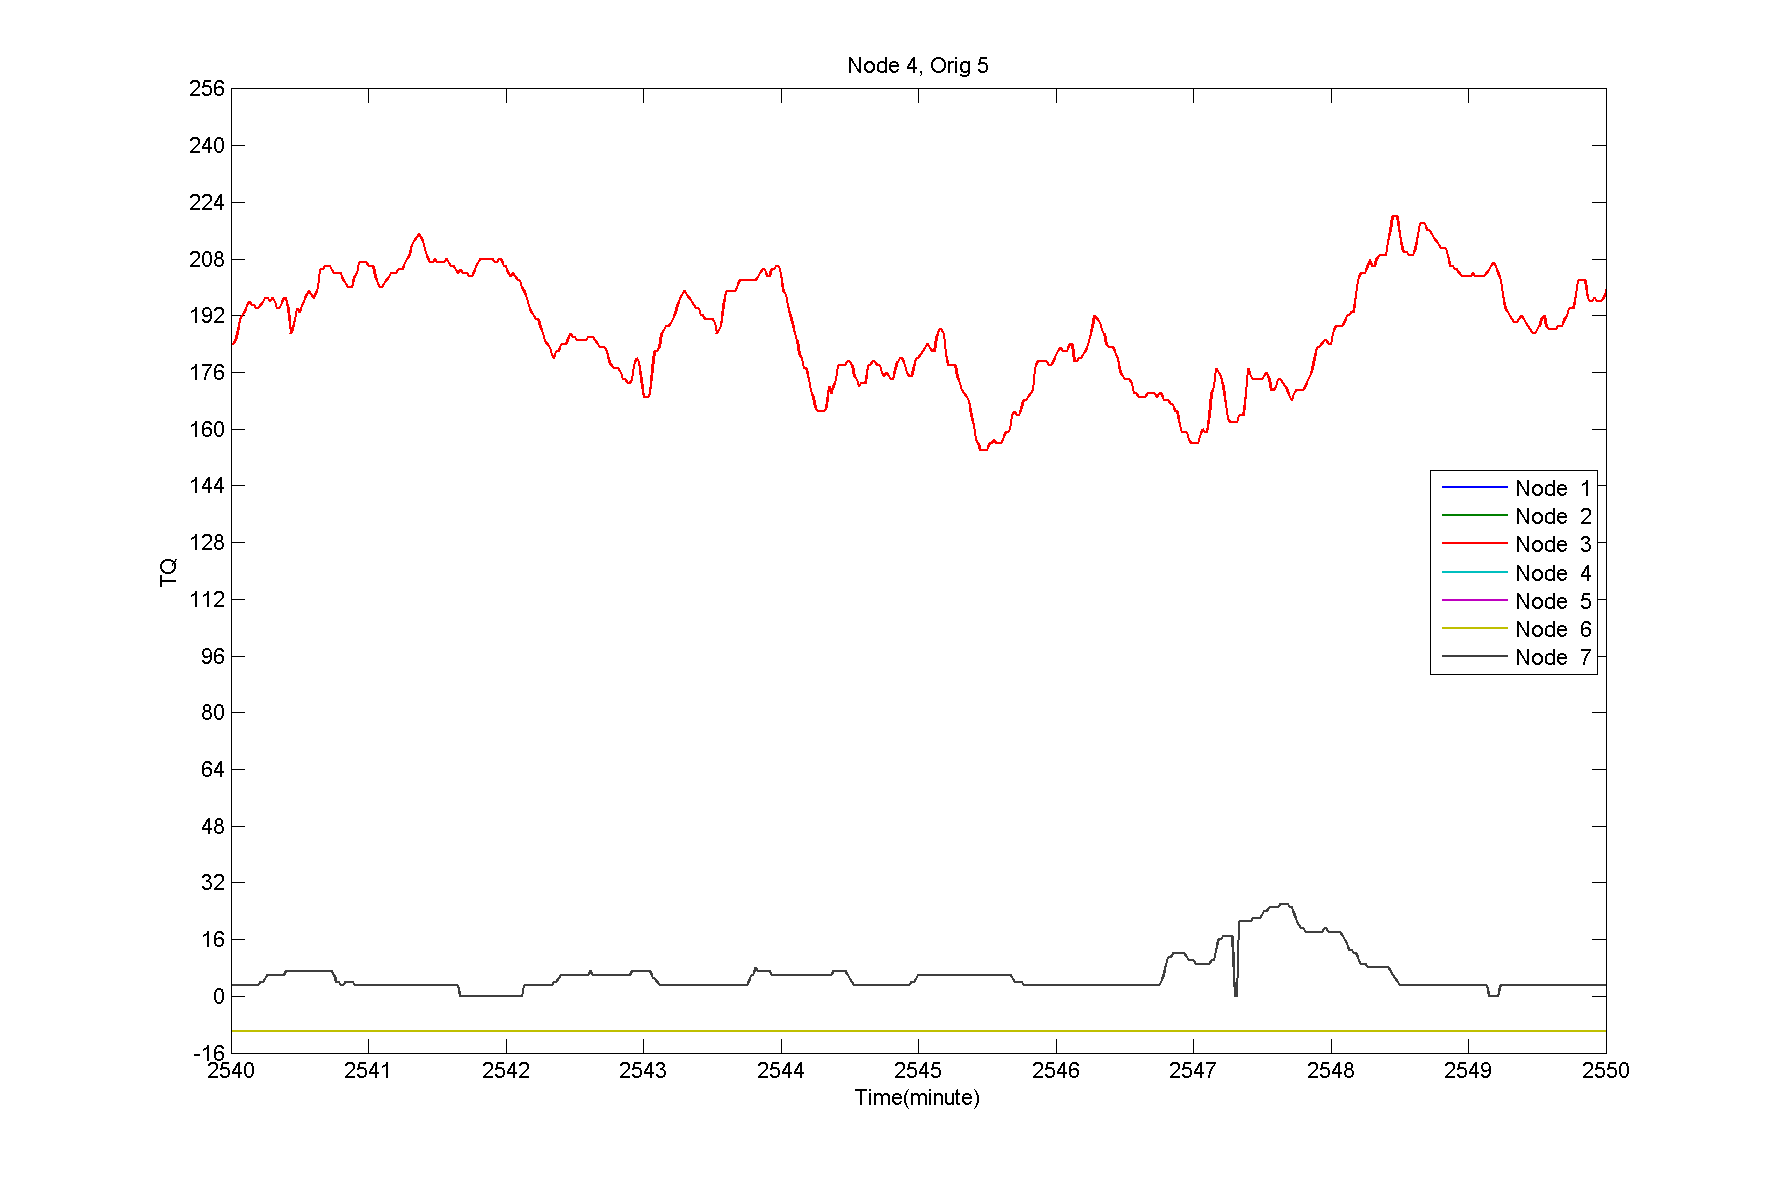 Node 4, Orig 5
256
240
224
208
192
176
160
144
128
112
96
80
64
48
32
16
0
-16
TQ
Node 1
Node 2
Node 3
Node 4
Node 5
Node 6
Node 7
2540 2541 2542 2543 2544 2545 2546 2547 2548 2549 2550
Time(minute)